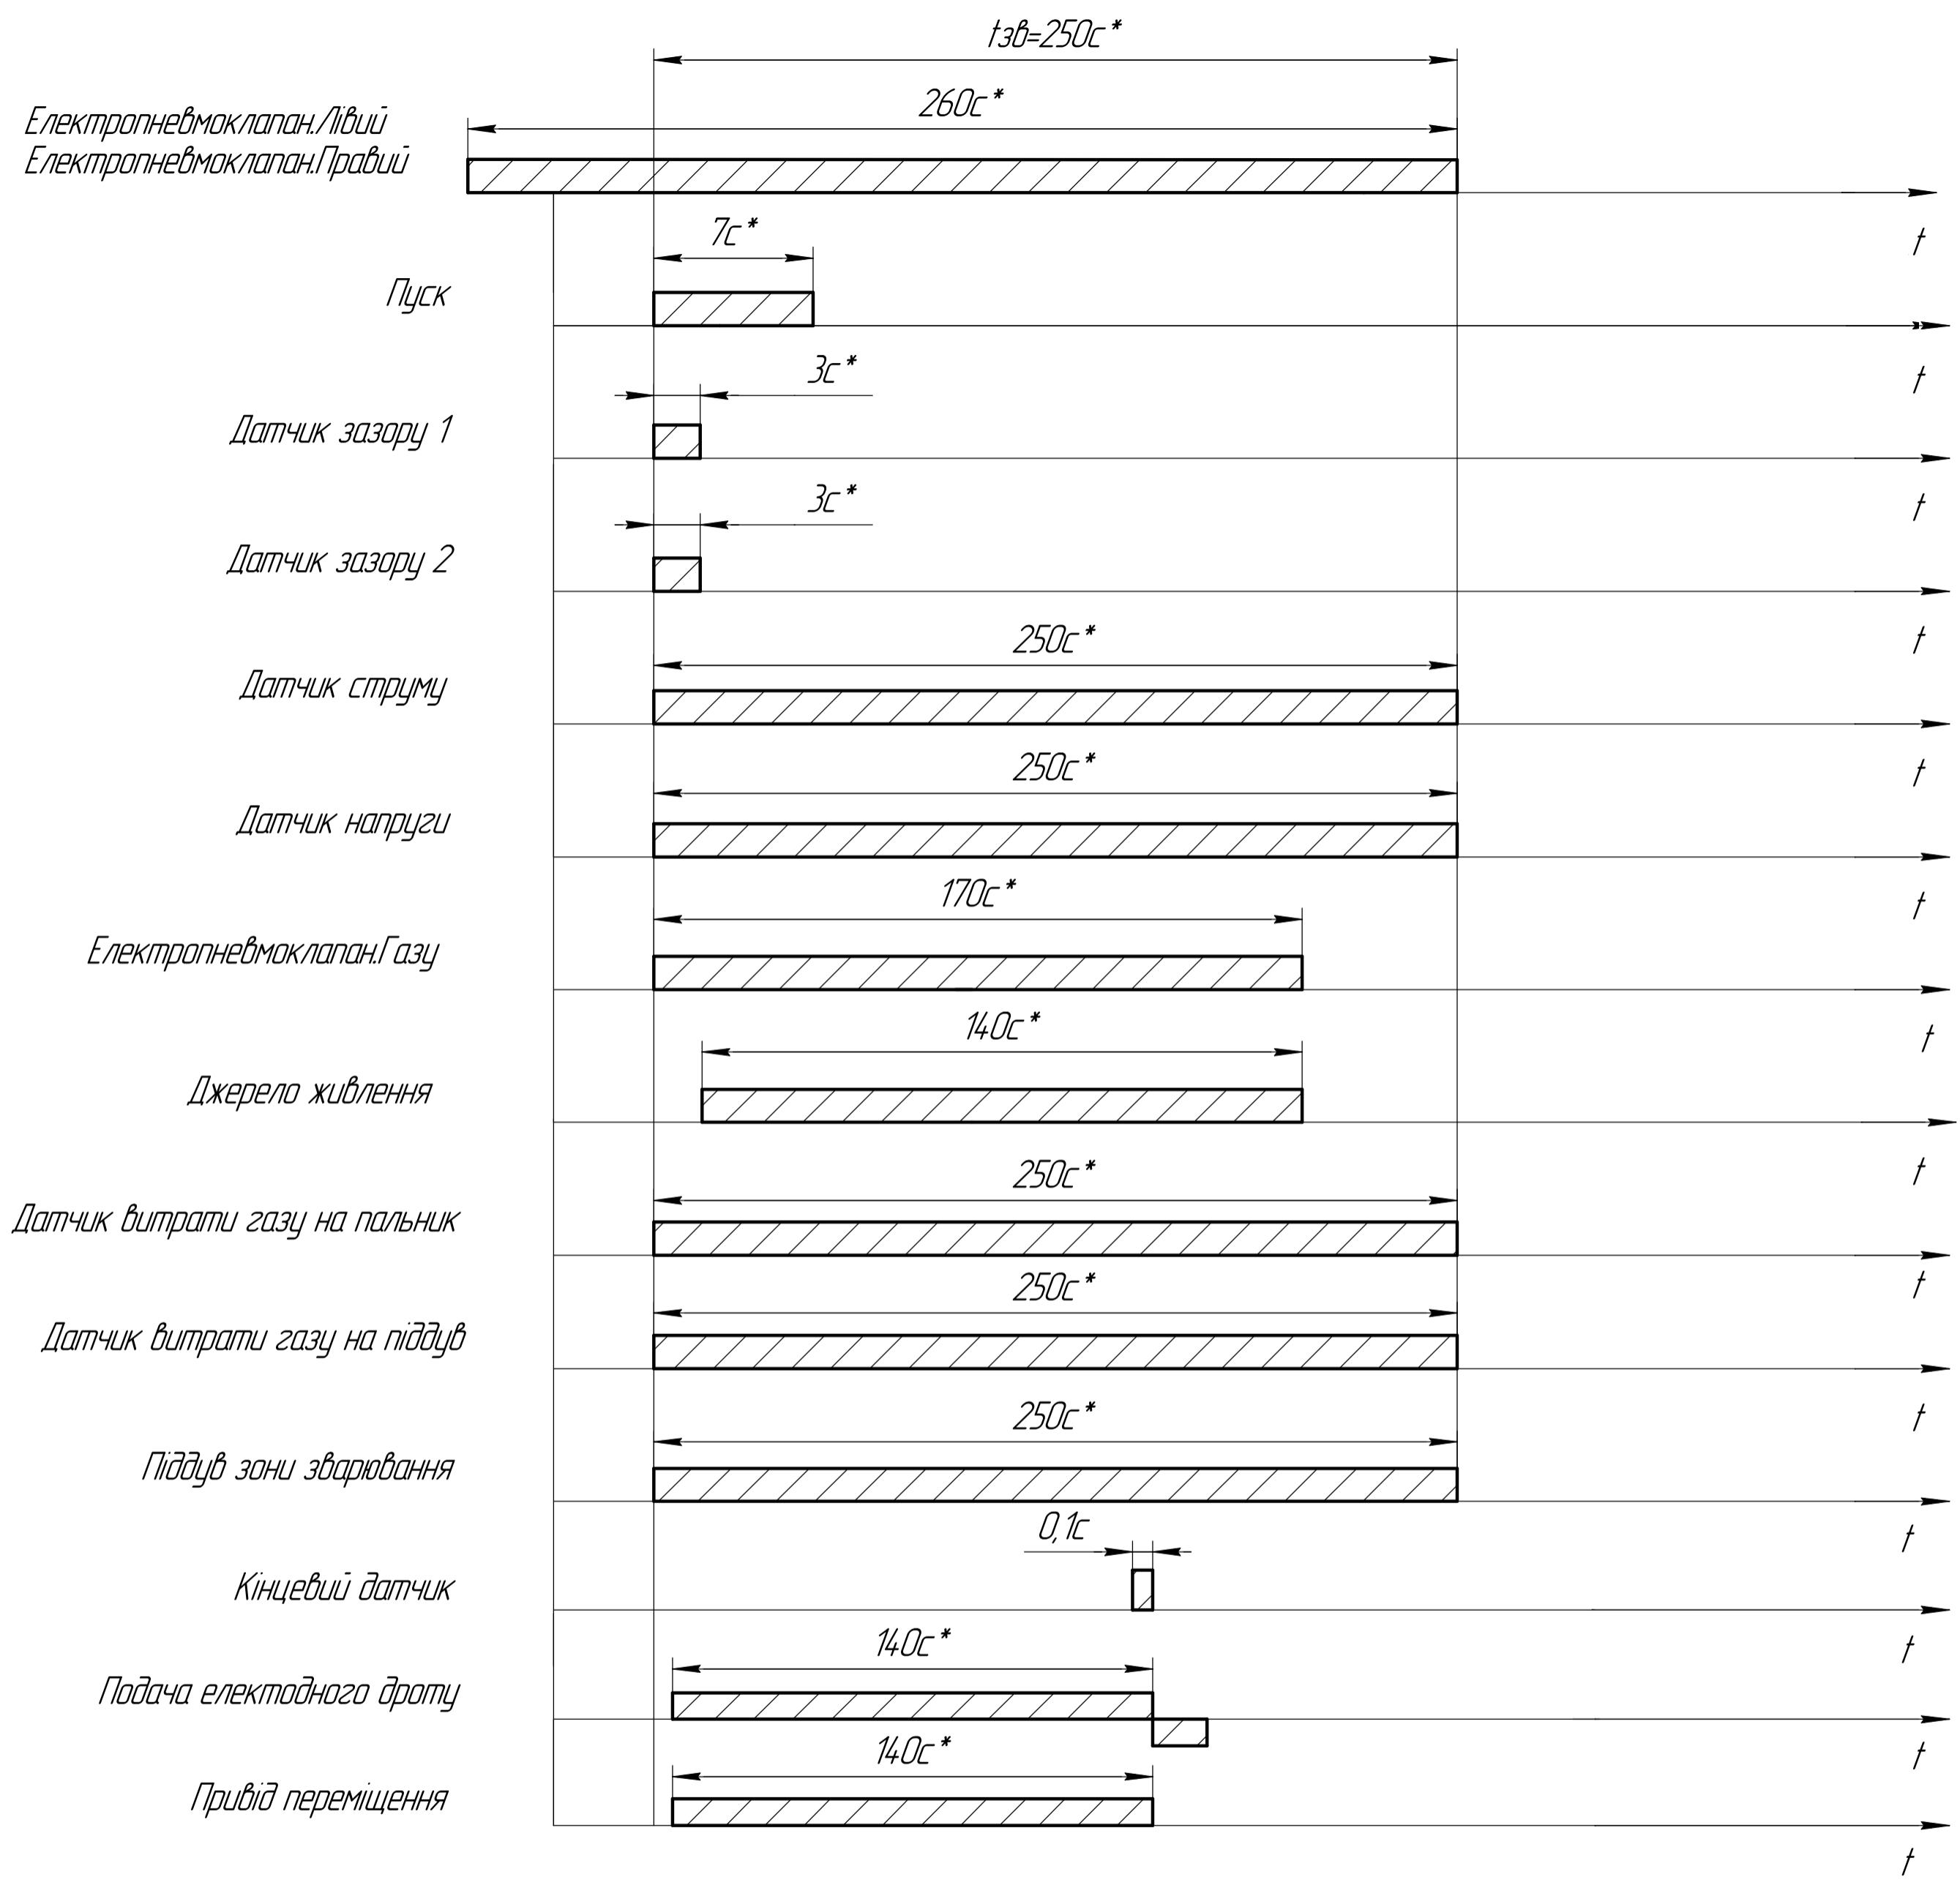 tзв=250с*
260с*
Електропневмоклапан.Лівий
Електропневмоклапан.Правий
t
7с*
Пуск
t
3с*
Датчик зазору 1
t
3с*
Датчик зазору 2
t
250с*
Датчик струму
t
250с*
Датчик напруги
t
170с*
Електропневмоклапан.Газу
t
140с*
Джерело живлення
t
250с*
Датчик витрати газу на пальник
t
250с*
Датчик витрати газу на піддув
t
250с*
Піддув зони зварювання
t
0,1с
Кінцевий датчик
t
140с*
Подача електодного дроту
t
140с*
Привід переміщення
t